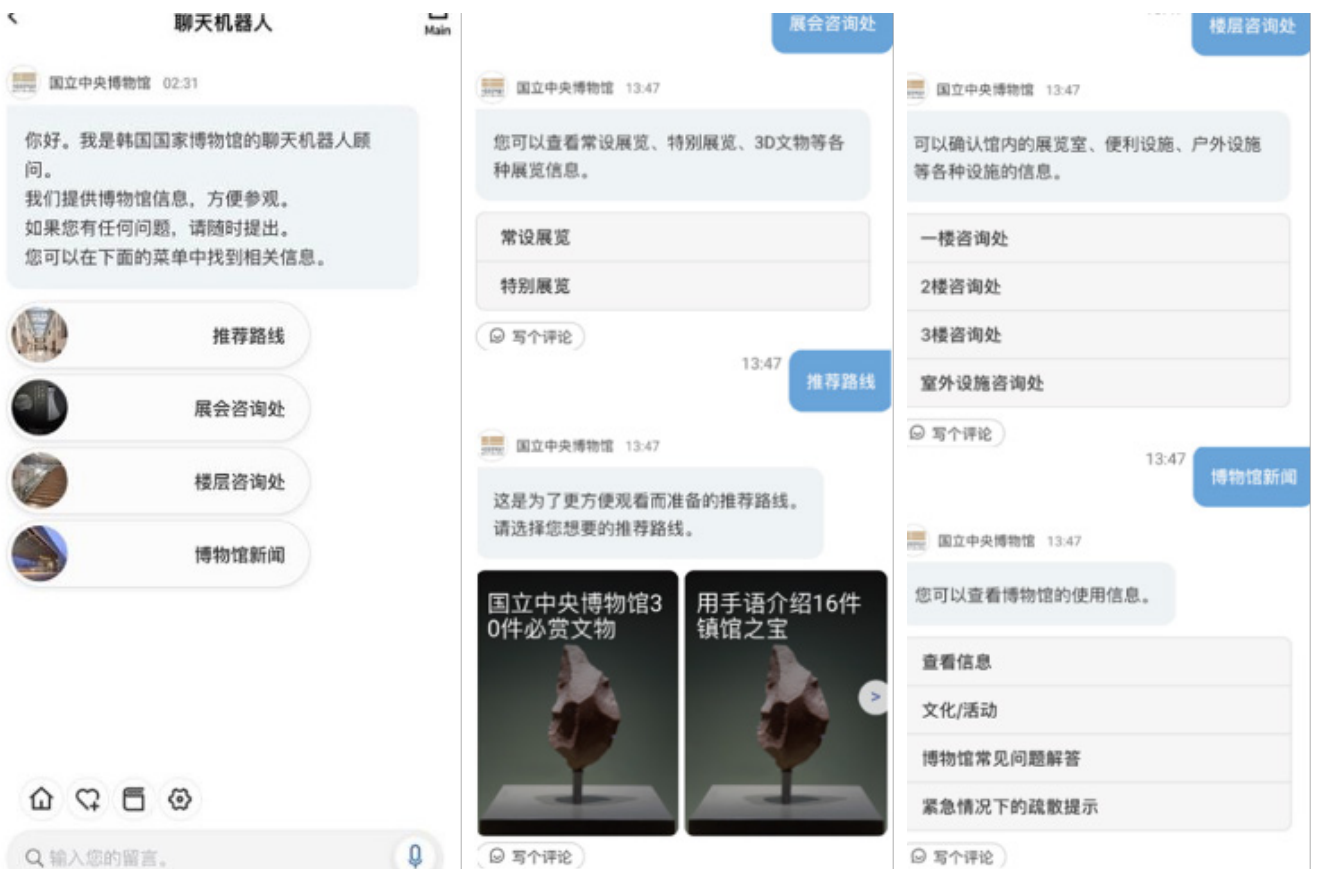 聊天机器人
Main
国立中央博物馆 02:31
你好。我是韩国国家博物馆的聊天机器人顾
问。
我们提供博物馆信息，方便参观。
如果您有任何问题，请随时提出。
您可以在下面的菜单中找到相关信息。
推荐路线
展会咨询处
楼层咨询处
博物馆新闻
输入您的留言。
展会咨询处
国立中央博物馆 13:47
您可以查看常设展览、特别展览、3D文物等各
种展览信息。
常设展览
特别展览
写个评论
13:47
推荐路线
国立中央博物馆 13:47
这是为了更方便观看而准备的推荐路线。
请选择您想要的推荐路线。
国立中央博物馆3
0件必赏文物
用手语介绍16件
镇馆之宝
>
写个评论
楼层咨询处
国立中央博物馆 13:47
可以确认馆内的展览室、便利设施、户外设施
等各种设施的信息。
一楼咨询处
2楼咨询处
3楼咨询处
室外设施咨询处
写个评论
13:47
博物馆新闻
国立中央博物馆 13:47
您可以查看博物馆的使用信息。
查看信息
文化/活动
博物馆常见问题解答
紧急情况下的疏散提示
写个评论